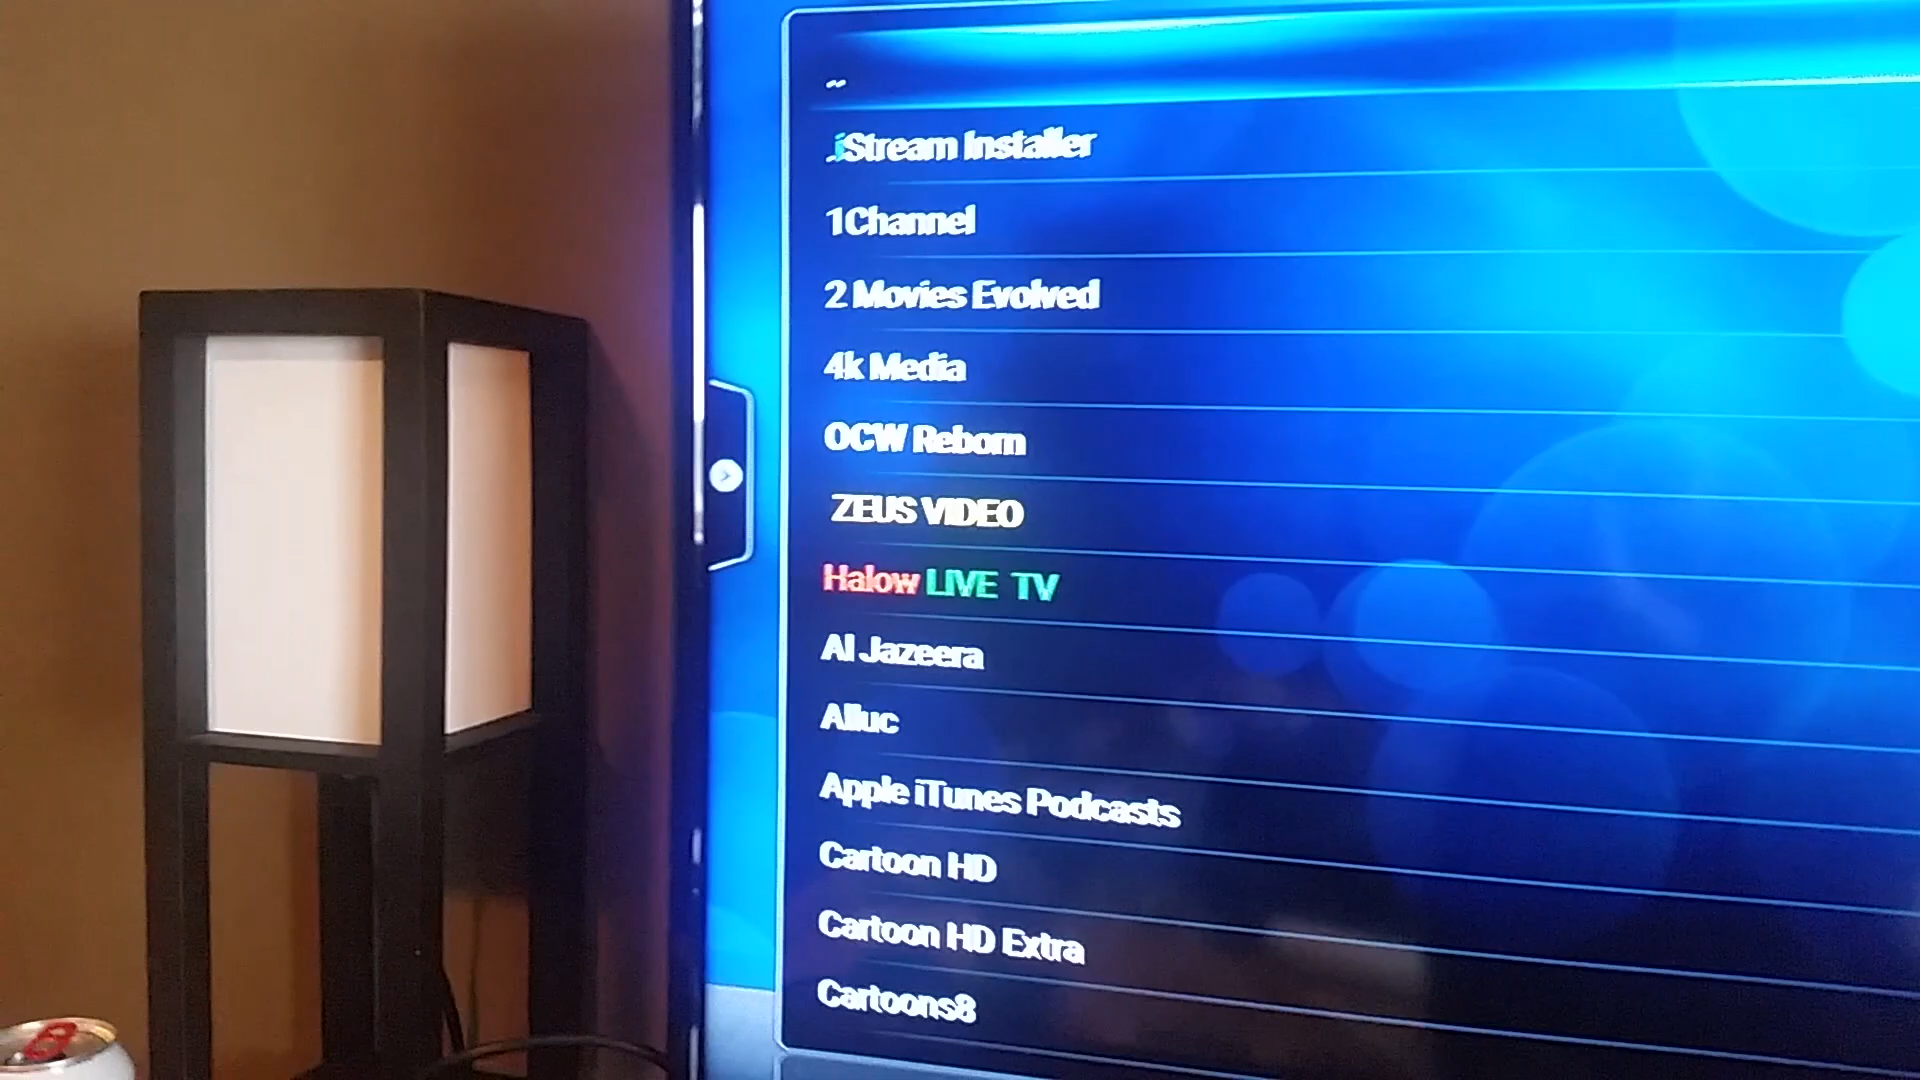 ..
.iStream Installer
1Channel
2 Movies Evolved
4k Media
OCW Reborn
ZEUS VIDEO
Halow LIVE TV
Al Jazeera
Alluc
Apple iTunes Podcasts
Cartoon HD
Cartoon HD Extra
Cartoons8